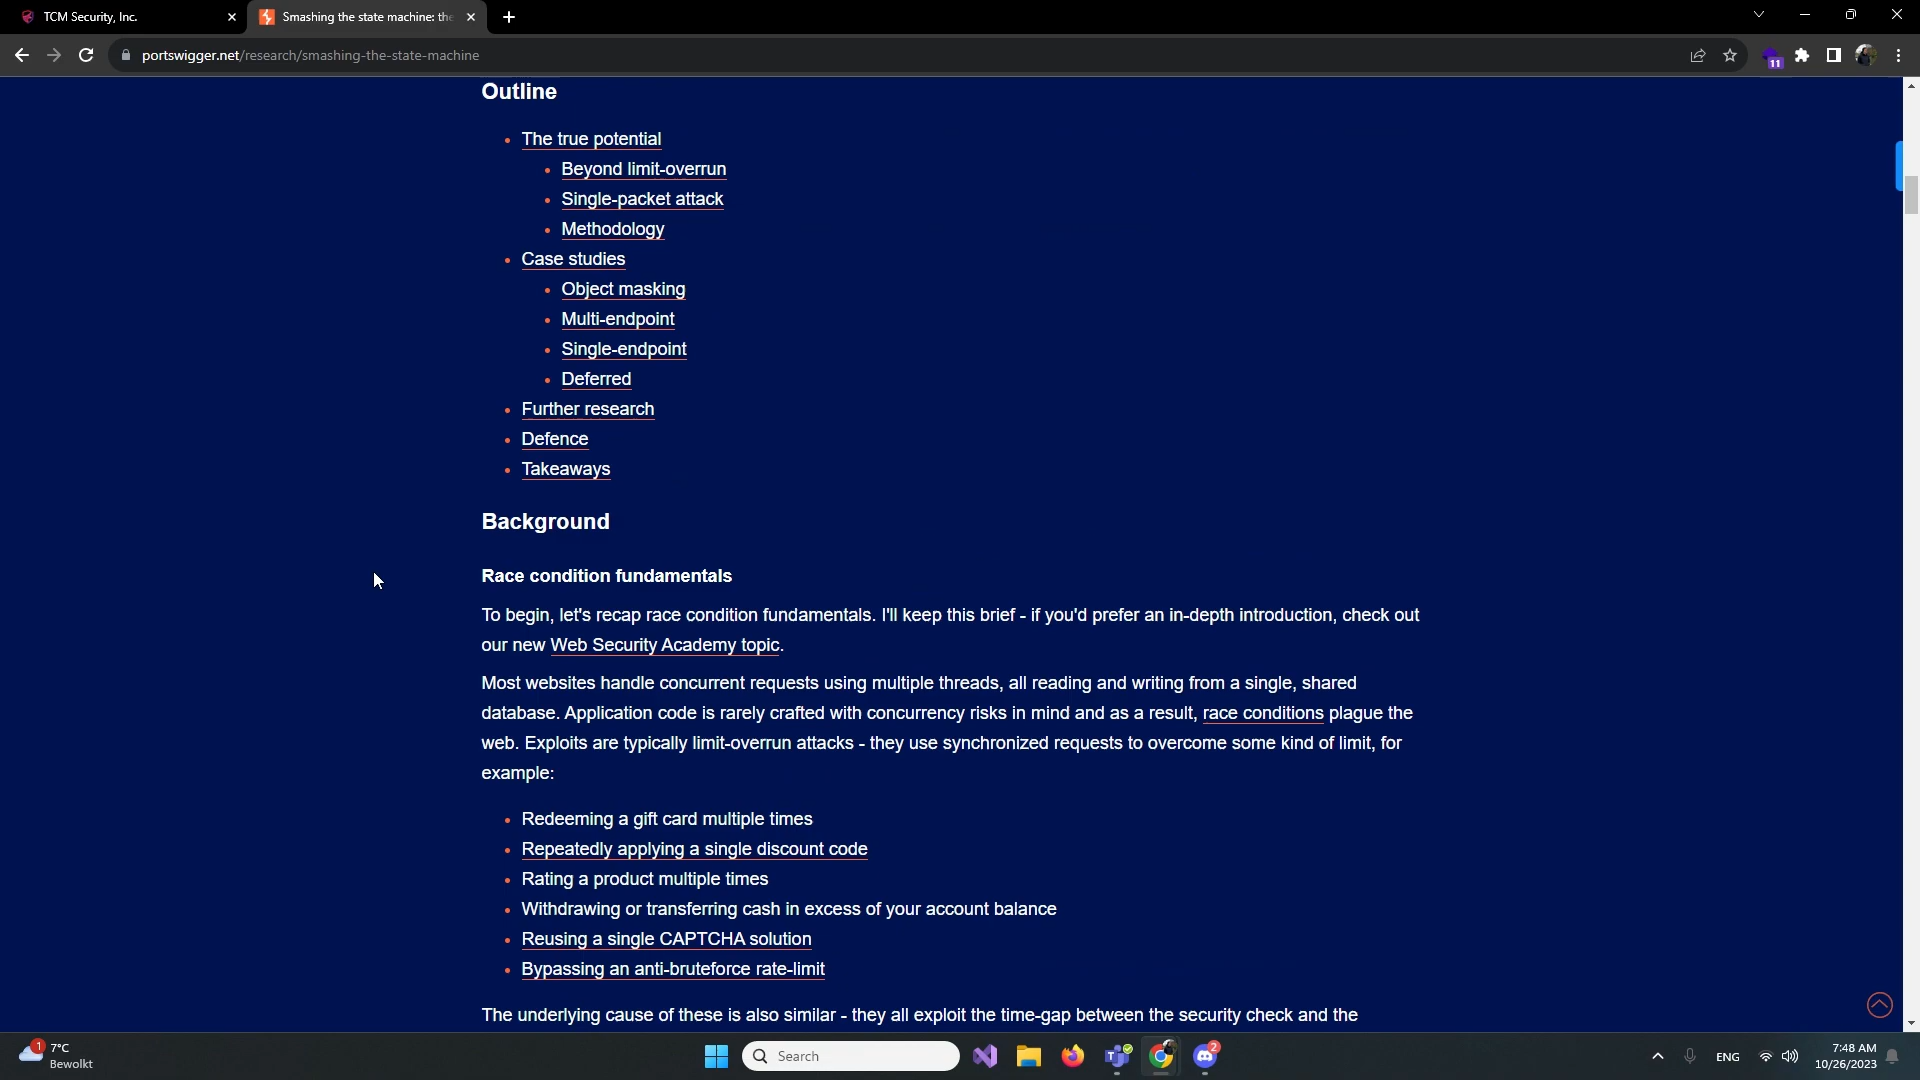 TCM Security, Inc.
Smashing the state machine: the
portswigger.net/research/smashing-the-state-machine
11
Outline
The true potential
Beyond limit-overrun
Single-packet attack
Methodology
Case studies
Object masking
Multi-endpoint
Single-endpoint
Deferred
Further research
Defence
Takeaways
Background
Race condition fundamentals
To begin, let's recap race condition fundamentals. I'll keep this brief - if you'd prefer an in-depth introduction, check out
our new Web Security Academy topic.
Most websites handle concurrent requests using multiple threads, all reading and writing from a single, shared
database. Application code is rarely crafted with concurrency risks in mind and as a result, race conditions plague the
web. Exploits are typically limit-overrun attacks - they use synchronized requests to overcome some kind of limit, for
example:
Redeeming a gift card multiple times
Repeatedly applying a single discount code
Rating a product multiple times
Withdrawing or transferring cash in excess of your account balance
Reusing a single CAPTCHA solution
Bypassing an anti-bruteforce rate-limit
The underlying cause of these is also similar - they all exploit the time-gap between the security check and the
1
7°C
Bewolkt
Search
2
ENG
7:48 AM
10/26/2023